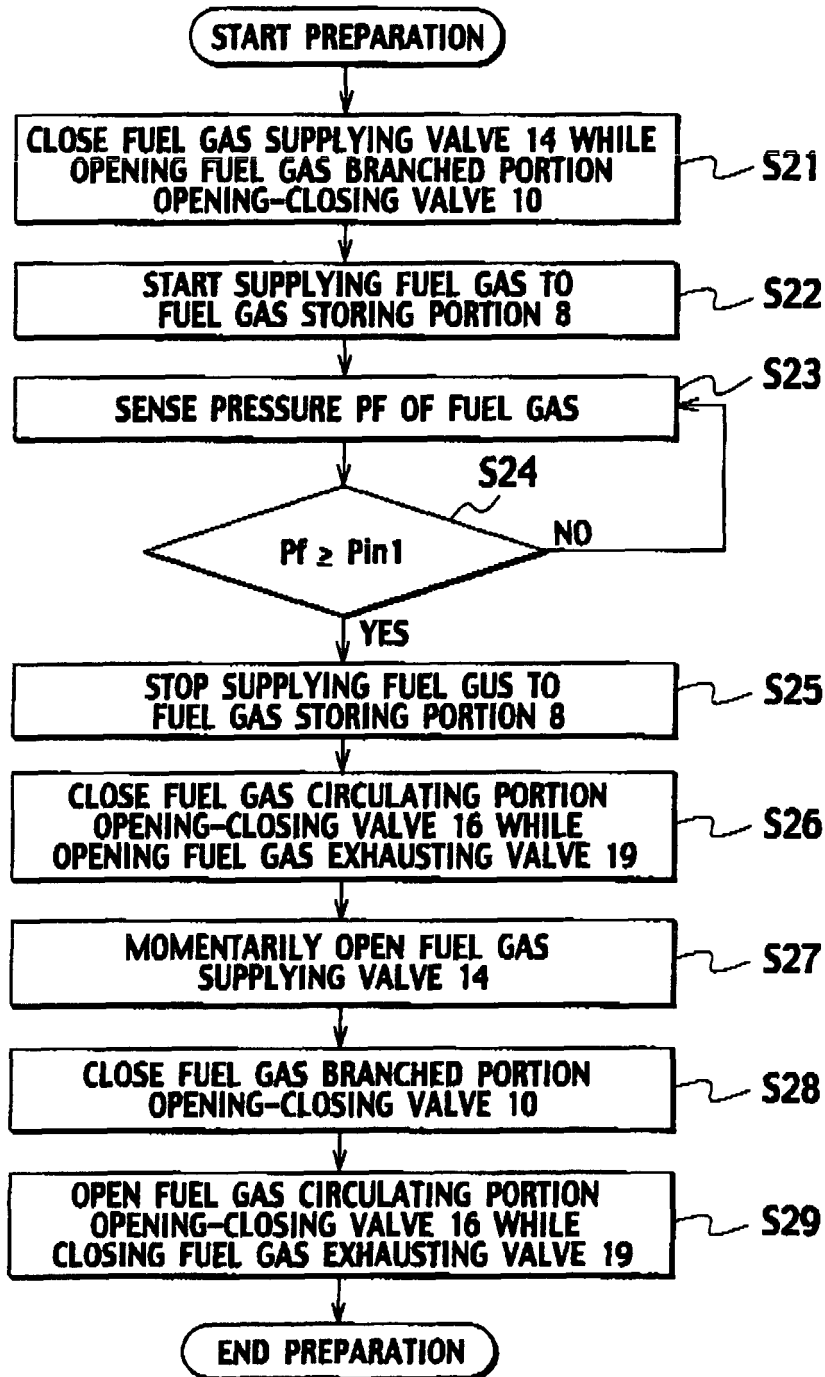 START PREPARATION
CLOSE FUEL GAS SUPPLYING VALVE 14 WHILE
OPENING FUEL GAS BRANCHED PORTION
OPENING-CLOSING VALVE 10
S21
START SUPPLYING FUEL GAS TO
FUEL GAS STORING PORTION 8
S22
SENSE PRESSURE PF OF FUEL GAS
S23
S24
Pf ≥ Pin1
NO
YES
STOP SUPPLYING FUEL GUS TO
FUEL GAS STORING PORTION 8
S25
CLOSE FUEL GAS CIRCULATING PORTION
OPENING-CLOSING VALVE 16 WHILE
OPENING FUEL GAS EXHAUSTING VALVE 19
S26
MOMENTARILY OPEN FUEL GAS
SUPPLYING VALVE 14
S27
CLOSE FUEL GAS BRANCHED PORTION
OPENING-CLOSING VALVE 10
S28
OPEN FUEL GAS CIRCULATING PORTION
OPENING-CLOSING VALVE 16 WHILE
CLOSING FUEL GAS EXHAUSTING VALVE 19
S29
END PREPARATION